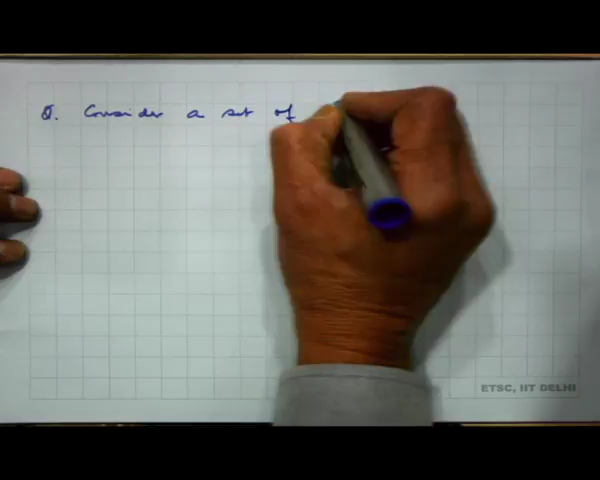 Q. Consider a set of
ETSC, IIT DELHI